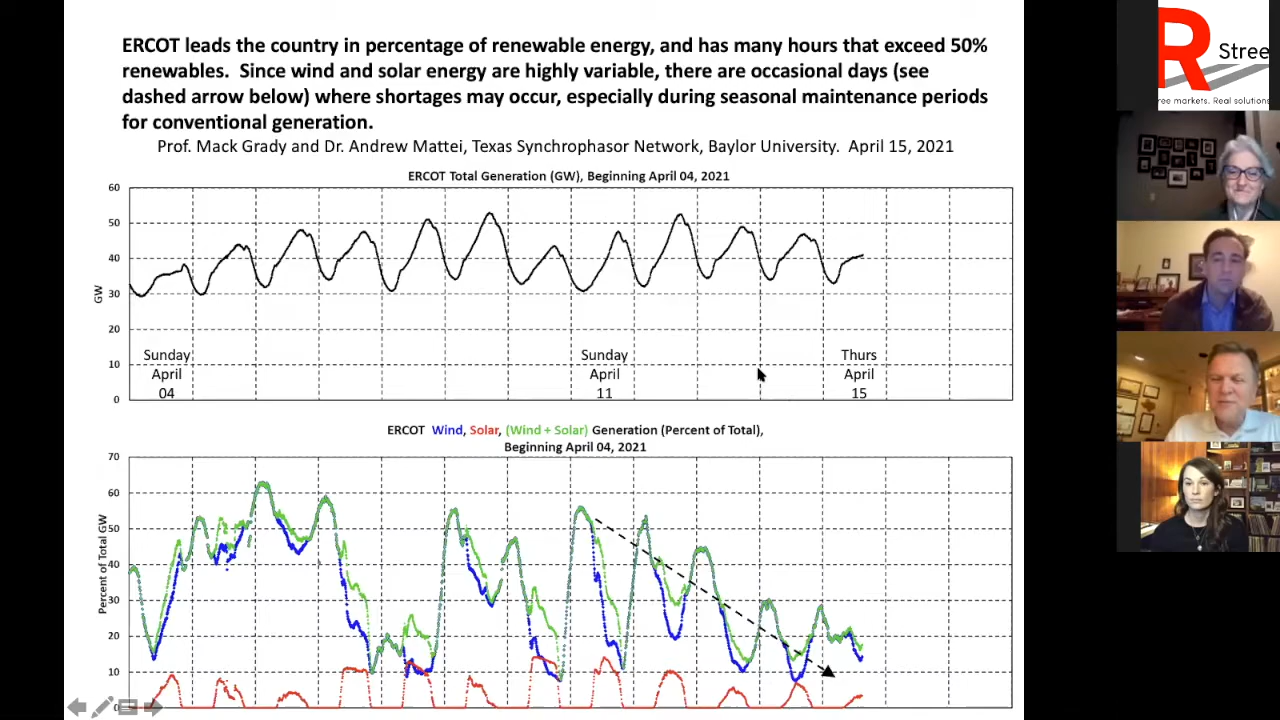 ERCOT leads the country in percentage of renewable energy, and has many hours that exceed 50%
renewables. Since wind and solar energy are highly variable, there are occasional days (see
dashed arrow below) where shortages may occur, especially during seasonal maintenance periods
for conventional generation.
Prof. Mack Grady and Dr. Andrew Mattei, Texas Synchrophasor Network, Baylor University. April 15, 2021
ERCOT Total Generation (GW), Beginning April 04, 2021
60
50
40
30
20
10
0
GW
Sunday
April
04
Sunday
April
11
Thurs
April
15
ERCOT Wind, Solar, (Wind + Solar) Generation (Percent of Total),
Beginning April 04, 2021
70
60
50
40
30
20
10
0
Percent of Total GW
R Stree
ree markets. Real solutions